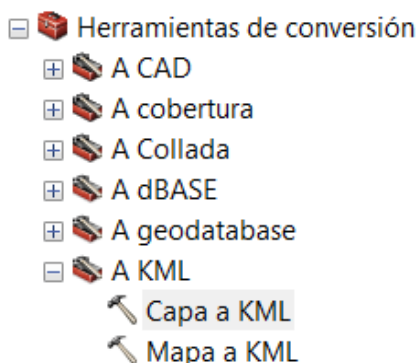 Herramientas de conversión
A CAD
A cobertura
A Collada
A dBASE
A geodatabase
A KML
Capa a KML
Mapa a KML